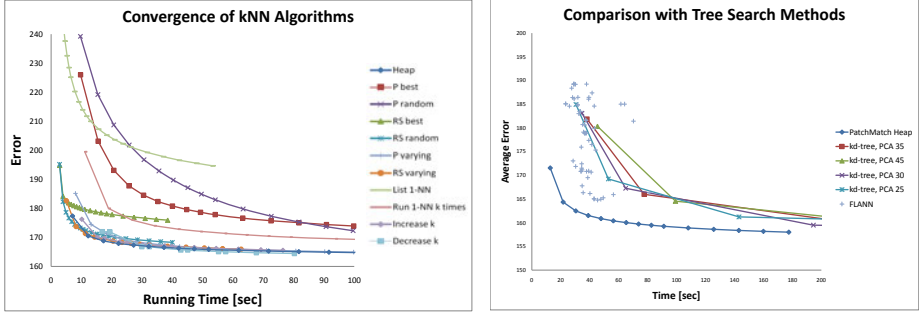 Convergence of kNN Algorithms
240
230
220
210
200
190
180
170
160
Error
0
10
20
30
40
50
60
70
80
90
100
Running Time [sec]
Heap
P best
P random
RS best
RS random
P varying
RS varying
List 1-NN
Run 1-NN k times
Increase k
Decrease k
Comparison with Tree Search Methods
200
195
190
185
180
175
170
165
160
155
150
Average Error
0
20
40
60
80
100
120
140
160
180
200
Time [sec]
PatchMatch Heap
kd-tree, PCA 35
kd-tree, PCA 45
kd-tree, PCA 30
kd-tree, PCA 25
FLANN